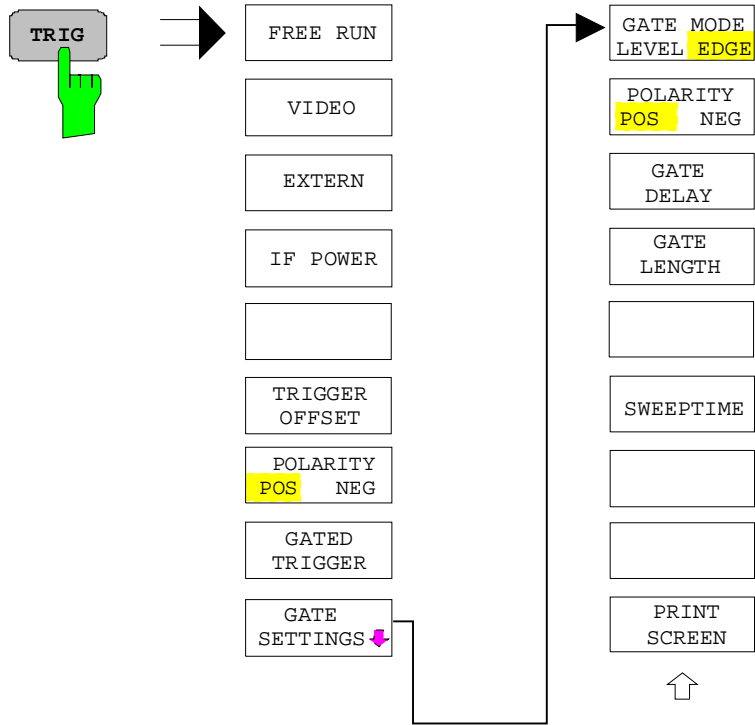 TRIG
FREE RUN
VIDEO
EXTERN
IF POWER
TRIGGER
OFFSET
POLARITY
POS NEG
GATED
TRIGGER
GATE
SETTINGS
GATE MODE
LEVEL EDGE
POLARITY
POS NEG
GATE
DELAY
GATE
LENGTH
SWEEPTIME
PRINT
SCREEN